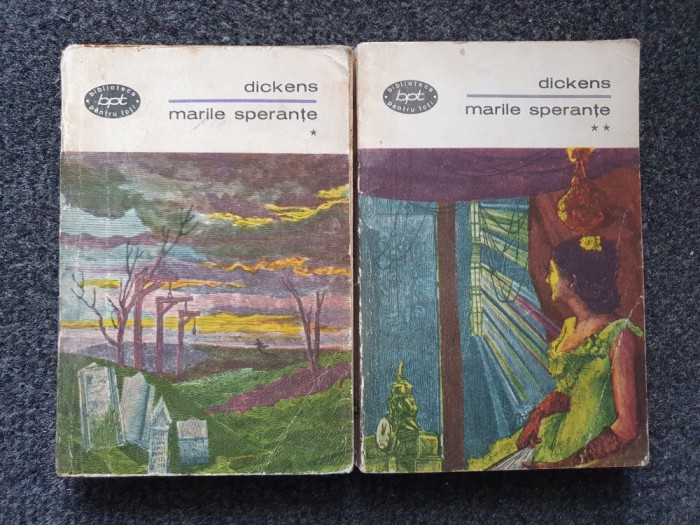 biblioteca
bpt
pentru toți
dickens
marile speranțe
*
biblioteca
bpt
pentru toți
dickens
marile speranțe
**